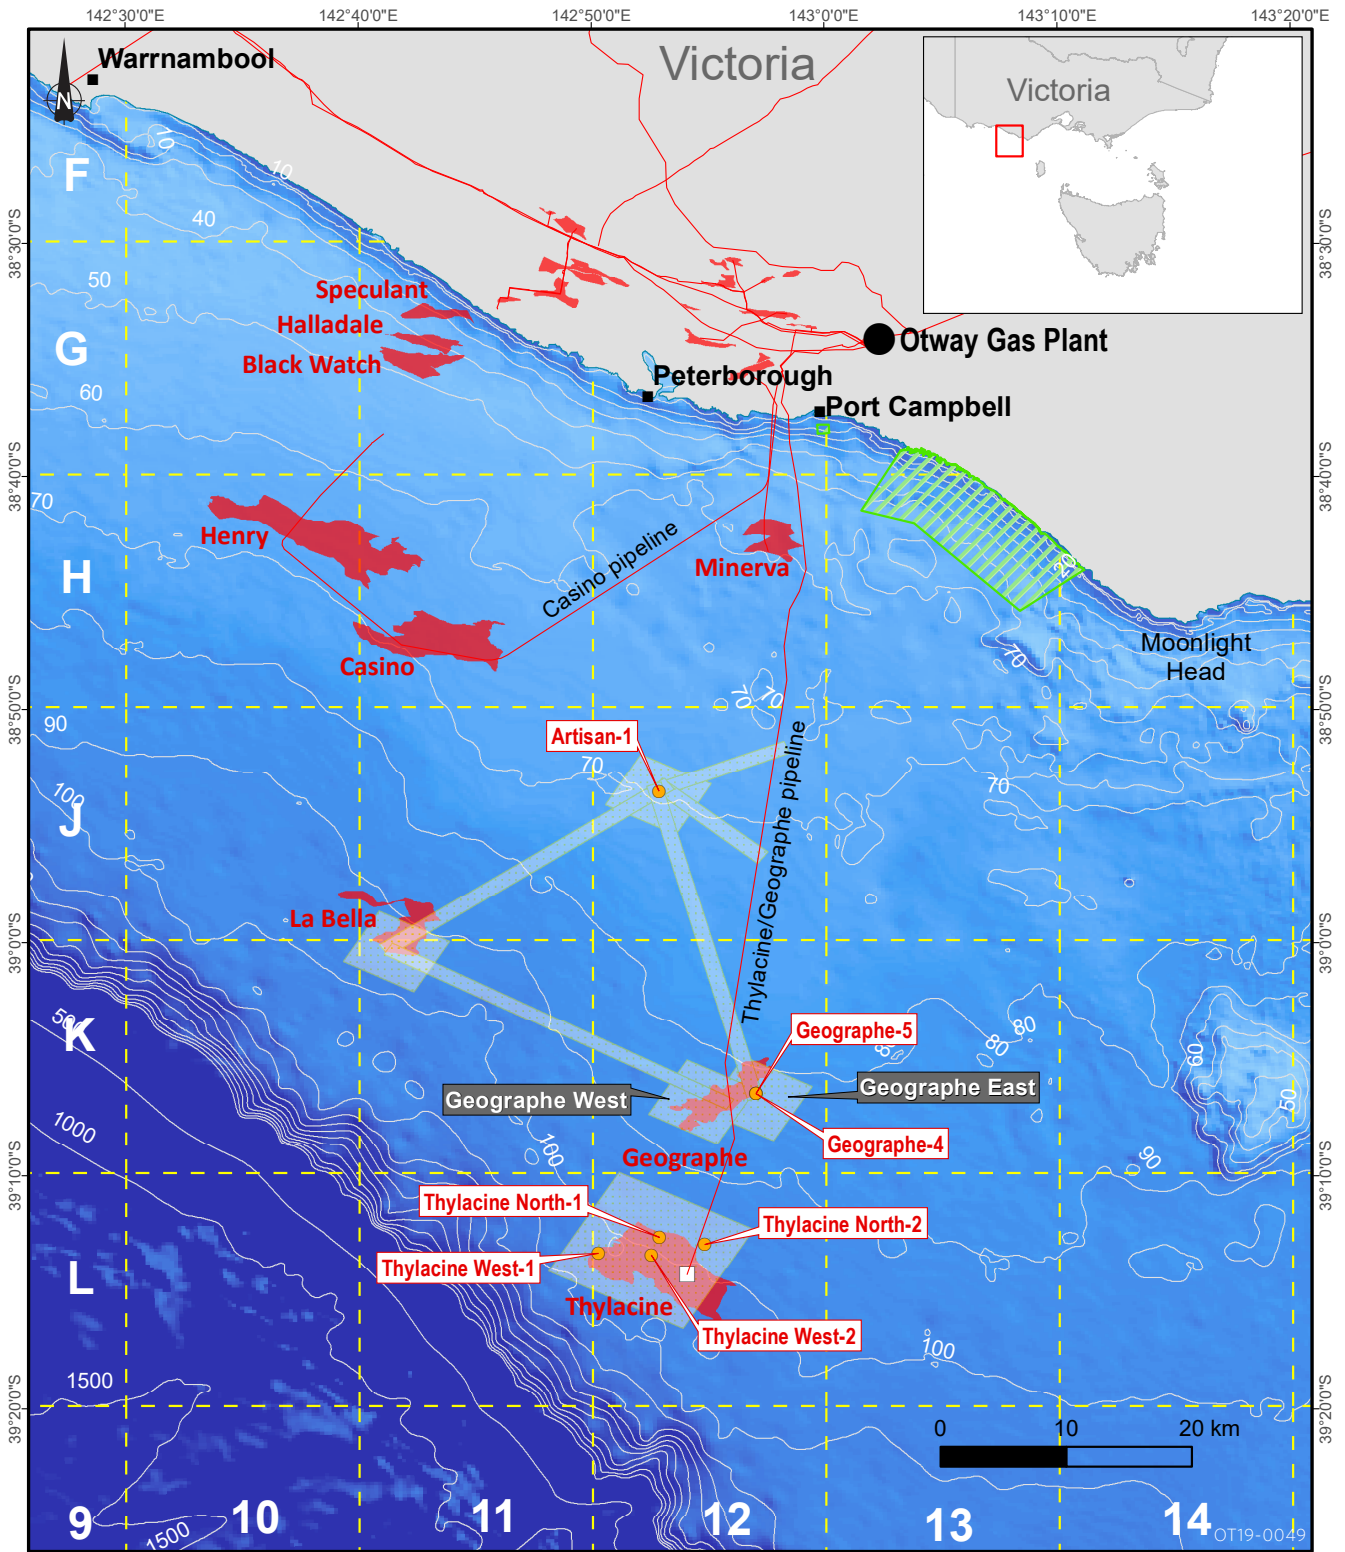 142°30'0"E
142°40'0"E
142°50'0"E
143°0'0"E
143°10'0"E
143°20'0"E
Warrnambool
Victoria
Victoria
N
F
10
10
40
38°30'0"S
38°30'0"S
50
Speculant
Halladale
G
Black Watch
Otway Gas Plant
Peterborough
60
Port Campbell
38°40'0"S
38°40'0"S
70
Henry
Casino pipeline
Minerva
H
20
Casino
Moonlight
Head
70
38°50'0"S
38°50'0"S
70
70
90
Artisan-1
70
70
100
J
Thylacine/Geographe pipeline
La Bella
39°0'0"S
39°0'0"S
K
Geographe-5
80
80
60
Geographe West
Geographe East
50
1000
Geographe-4
100
Geographe
90
39°10'0"S
39°10'0"S
Thylacine North-1
Thylacine North-2
Thylacine West-1
L
Thylacine
Thylacine West-2
100
1500
39°20'0"S
39°20'0"S
0
10
20 km
9
10
11
12
13
14
1500
OT19-0049